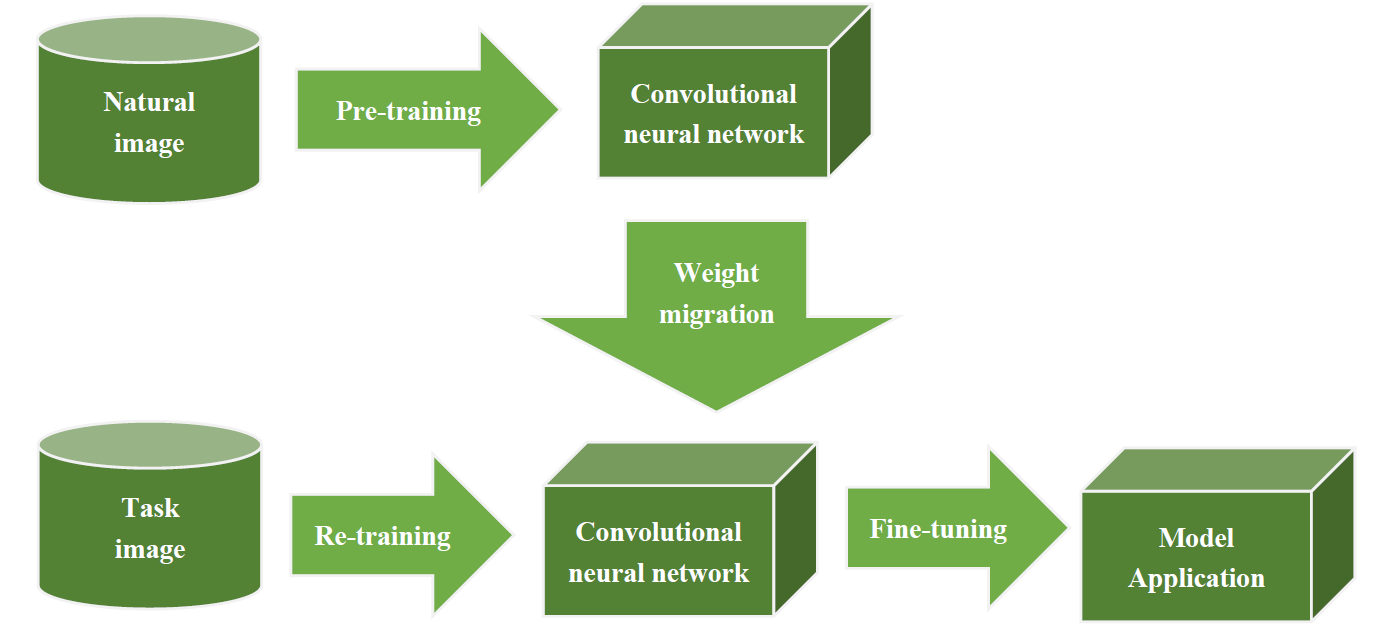 Natural
image
Pre-training
Convolutional
neural network
Weight
migration
Task
image
Re-training
Convolutional
neural network
Fine-tuning
Model
Application